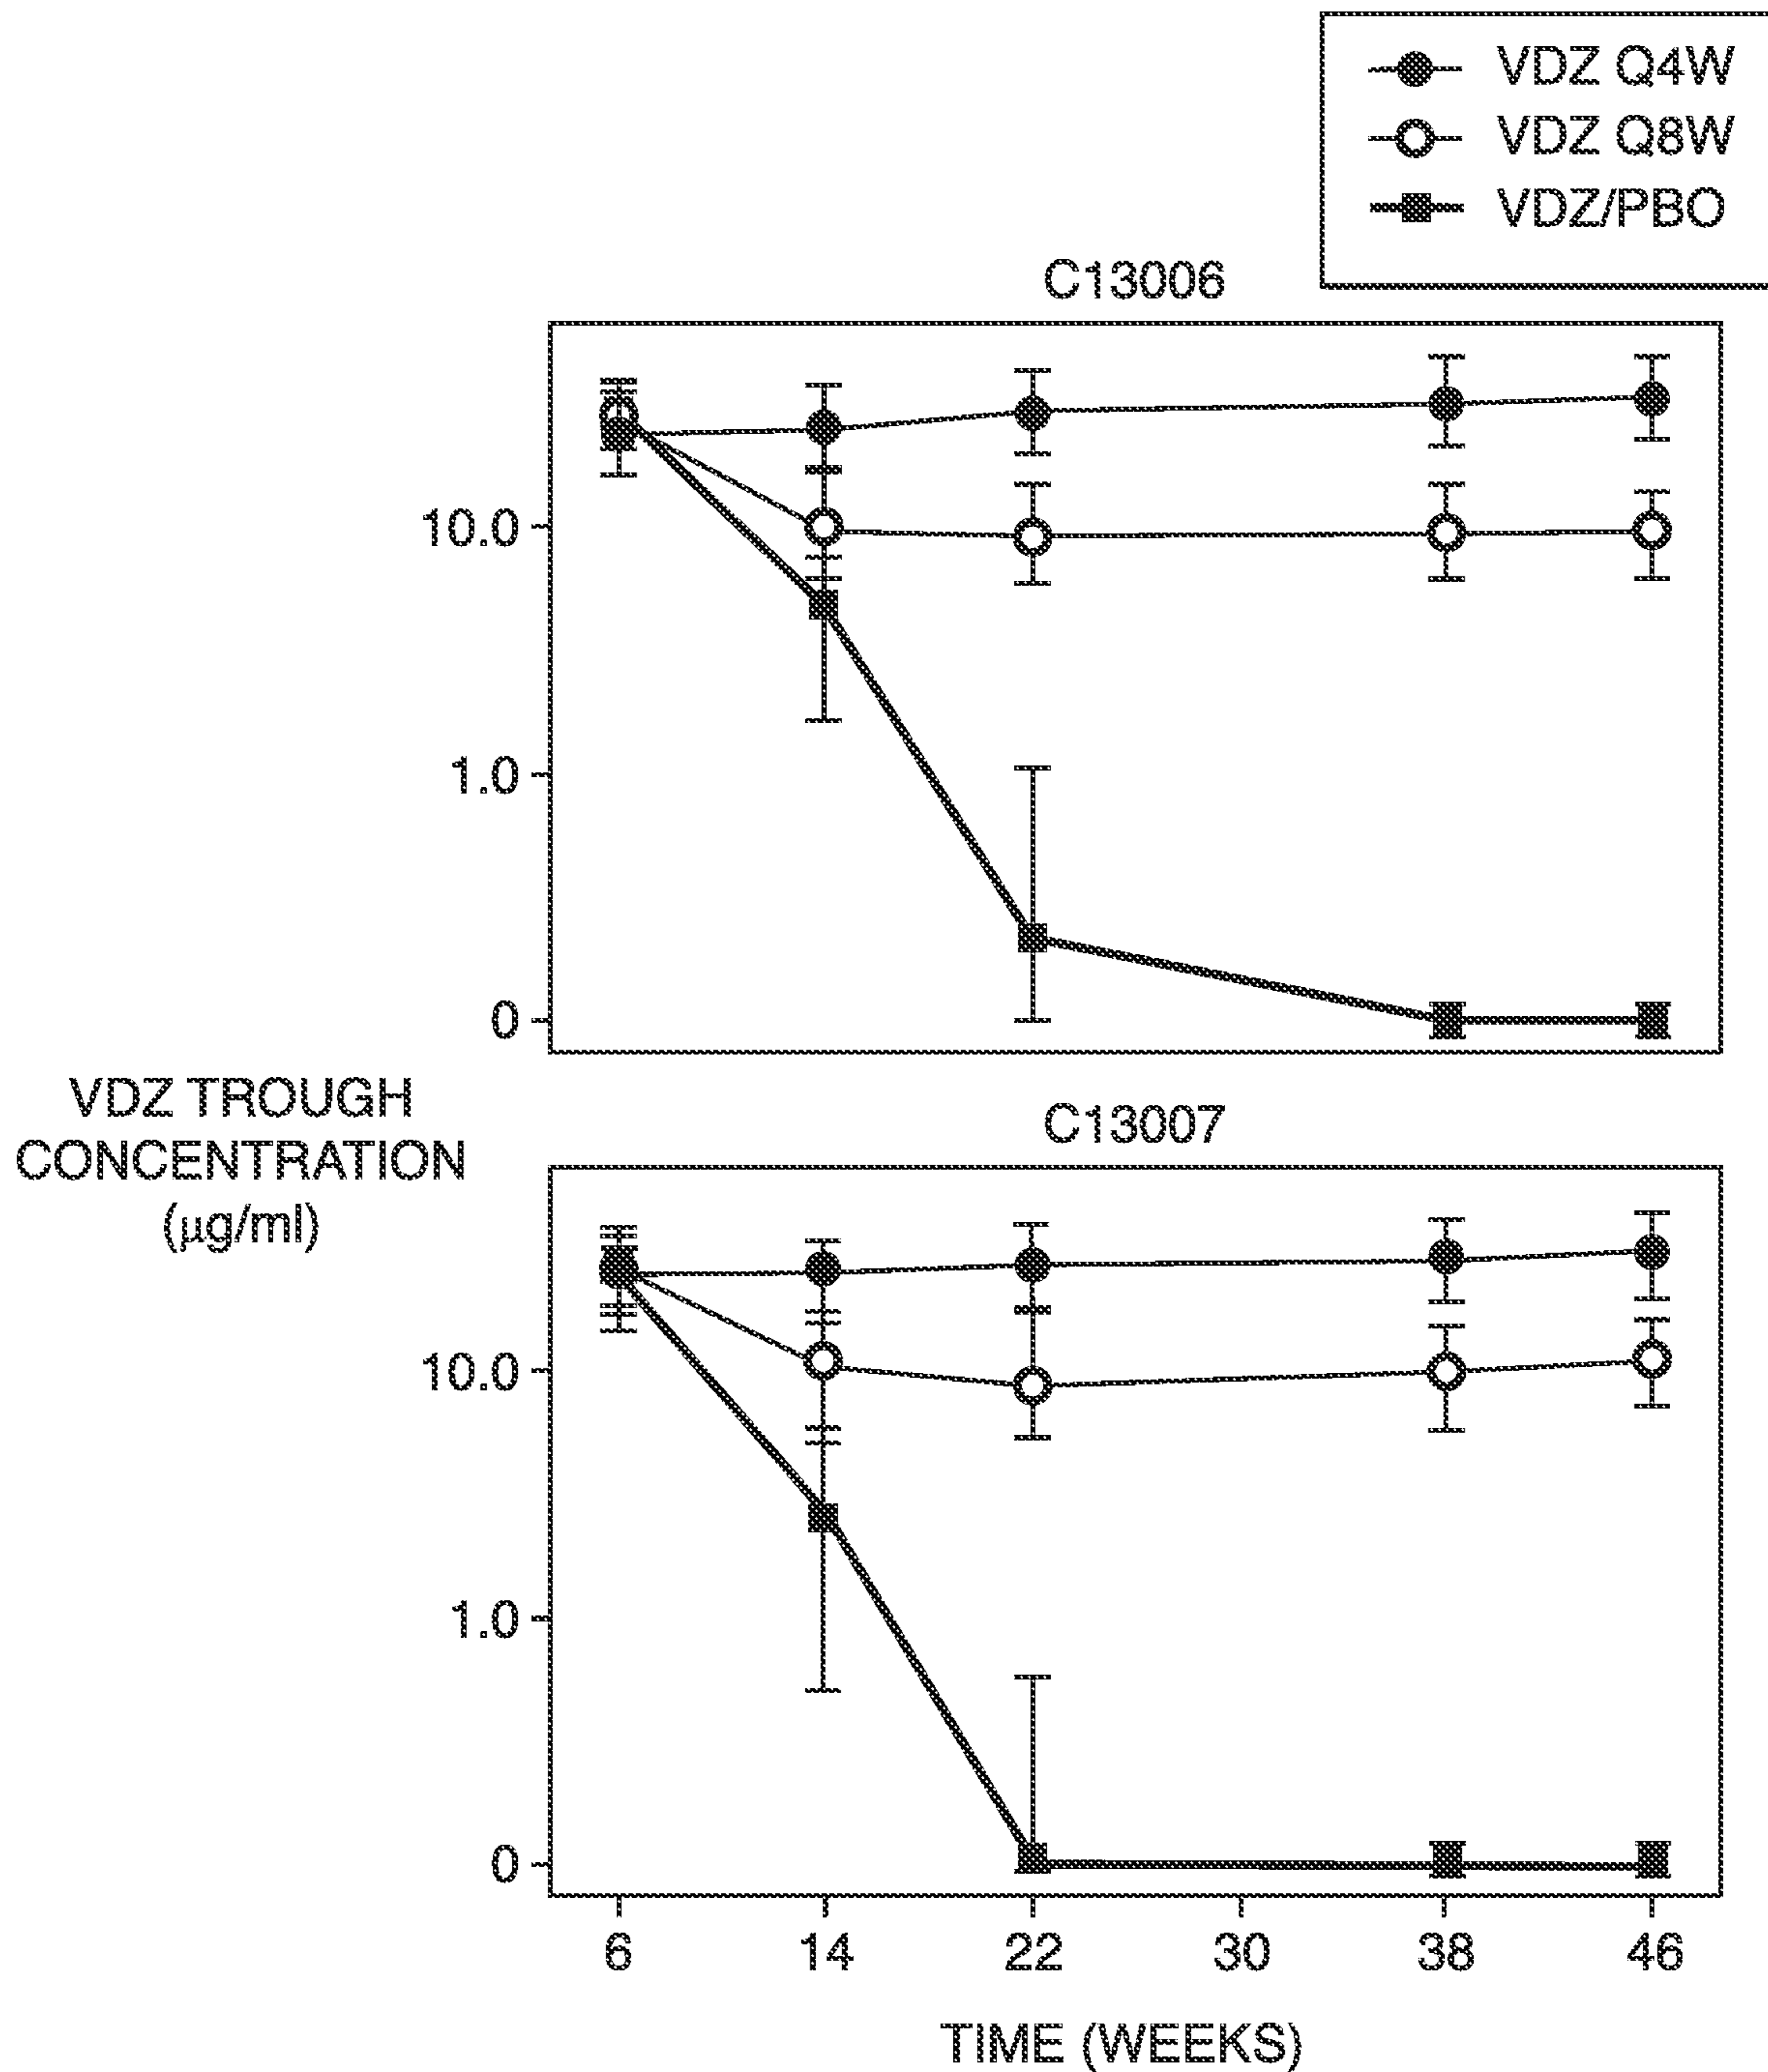 VDZ Q4W
VDZ Q8W
VDZ/PBO
C13006
10.0
1.0
0
VDZ TROUGH
CONCENTRATION
(μg/ml)
C13007
10.0
1.0
0
6 14 22 30 38 46
TIME (WEEKS)